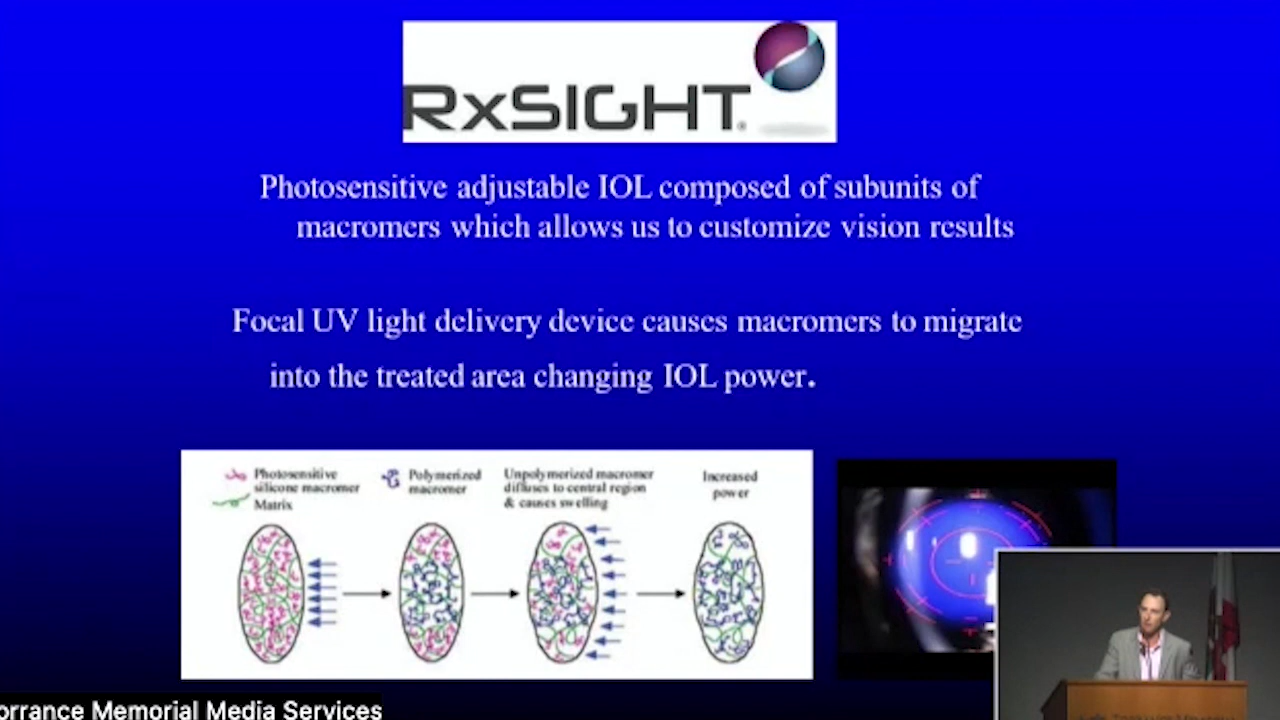 RxSIGHT®
Photosensitive adjustable IOL composed of subunits of
macromers which allows us to customize vision results
Focal UV light delivery device causes macromers to migrate
into the treated area changing IOL power.
Photosensitive
silicone macromer
Matrix
Polymerized
macromer
Unpolymerized macromer
diffuses to central region
& causes swelling
Increased
power
orrance Memorial Media Services